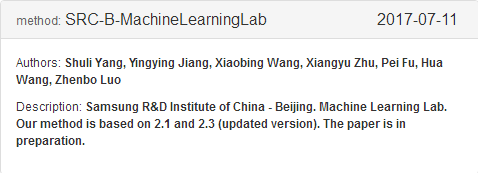 method: SRC-B-MachineLearningLab 2017-07-11
Authors: Shuli Yang, Yingying Jiang, Xiaobing Wang, Xiangyu Zhu, Pei Fu, Hua
Wang, Zhenbo Luo
Description: Samsung R&D Institute of China - Beijing. Machine Learning Lab.
Our method is based on 2.1 and 2.3 (updated version). The paper is in
preparation.